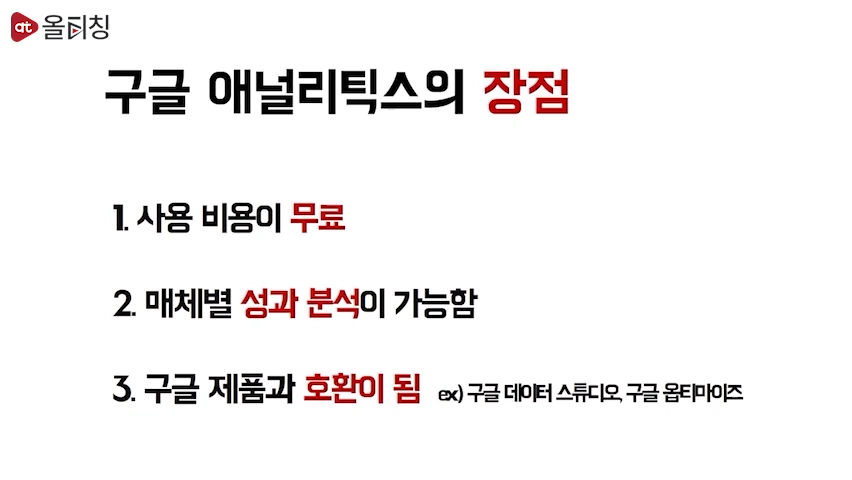 at 올티칭
구글 애널리틱스의 장점
1. 사용 비용이 무료
2. 매체별 성과 분석이 가능함
3. 구글 제품과 호환이 됨 ex) 구글 데이터 스튜디오, 구글 옵티마이즈